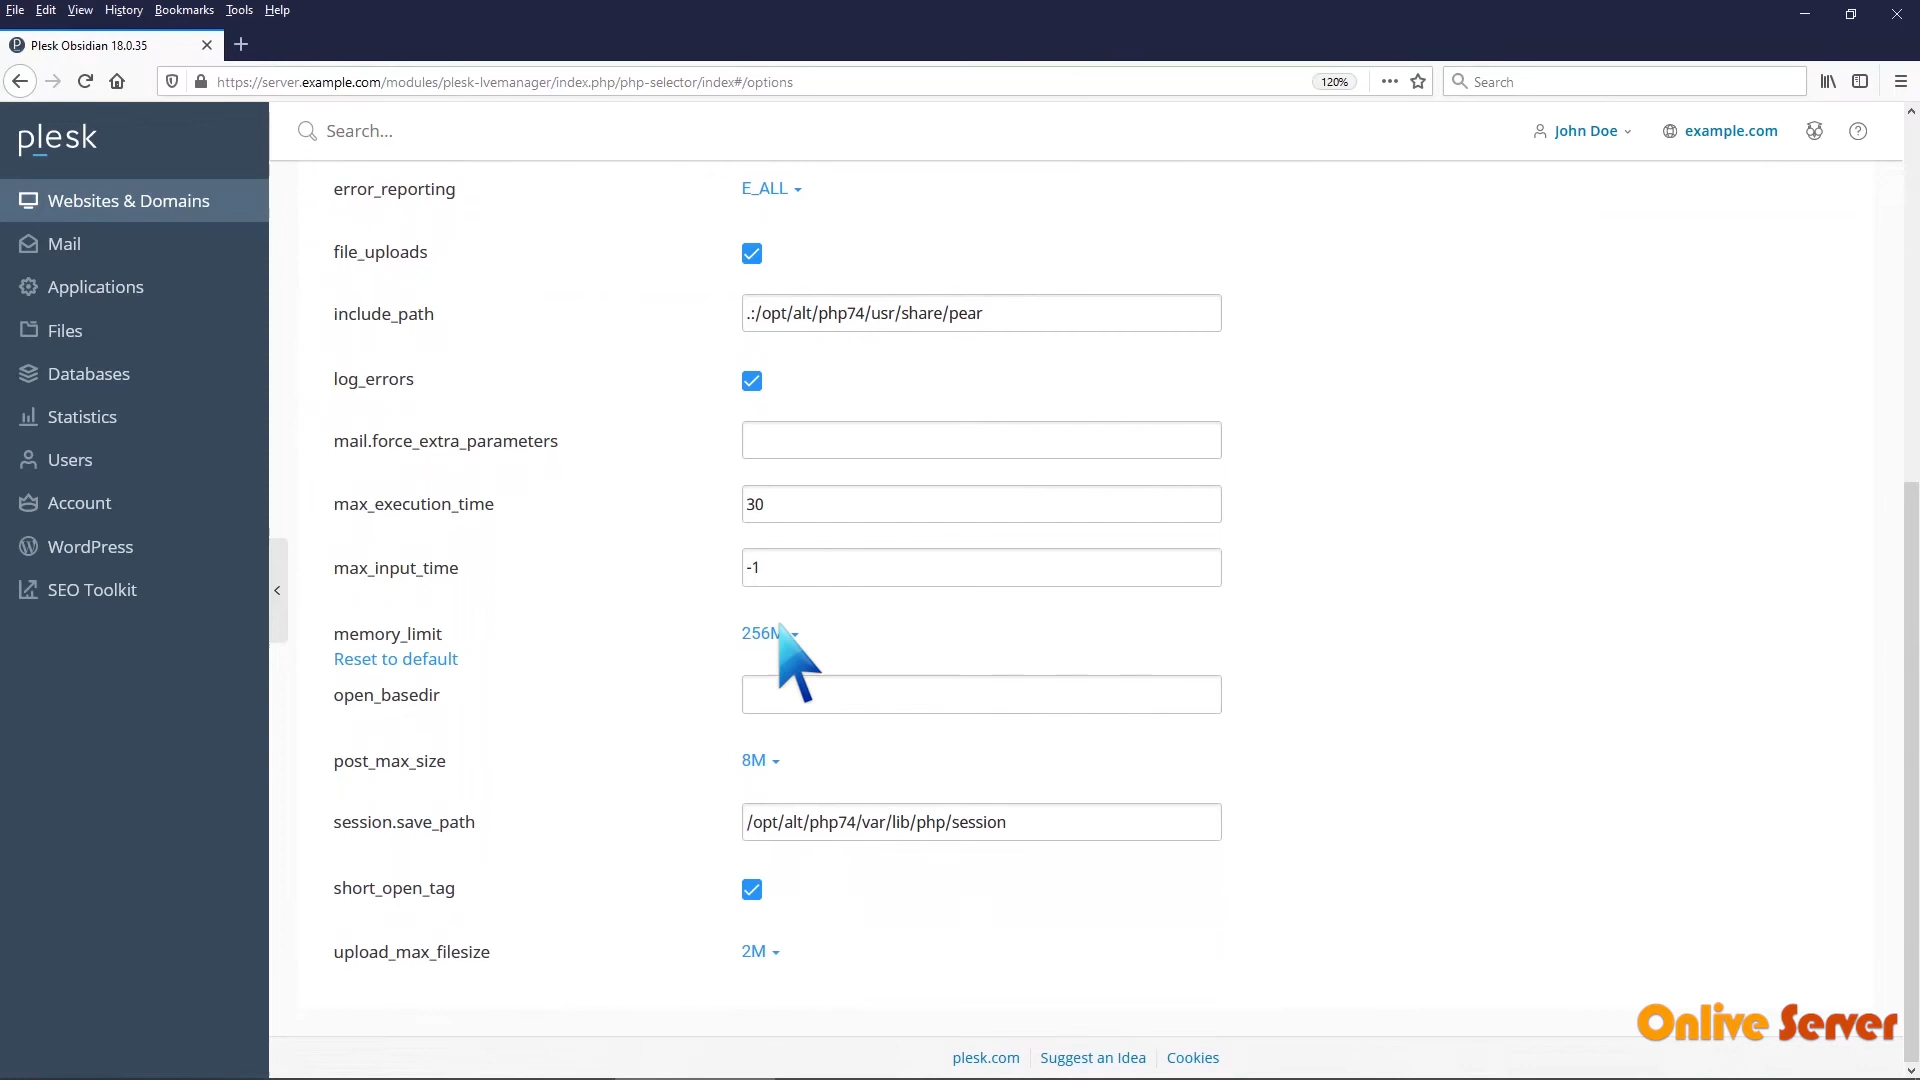 File Edit View History Bookmarks Tools Help
Plesk Obsidian 18.0.35
https://server.example.com/modules/plesk-lvemanager/index.php/php-selector/index#/options
120%
Search
plesk
Search...
John Doe
example.com
Websites & Domains
Mail
Applications
Files
Databases
Statistics
Users
Account
WordPress
SEO Toolkit
error_reporting E_ALL
file_uploads
include_path .:/opt/alt/php74/usr/share/pear
log_errors
mail.force_extra_parameters
max_execution_time 30
max_input_time -1
memory_limit 256M
Reset to default
open_basedir
post_max_size 8M
session.save_path /opt/alt/php74/var/lib/php/session
short_open_tag
upload_max_filesize 2M
Onlive Server
plesk.com Suggest an Idea Cookies